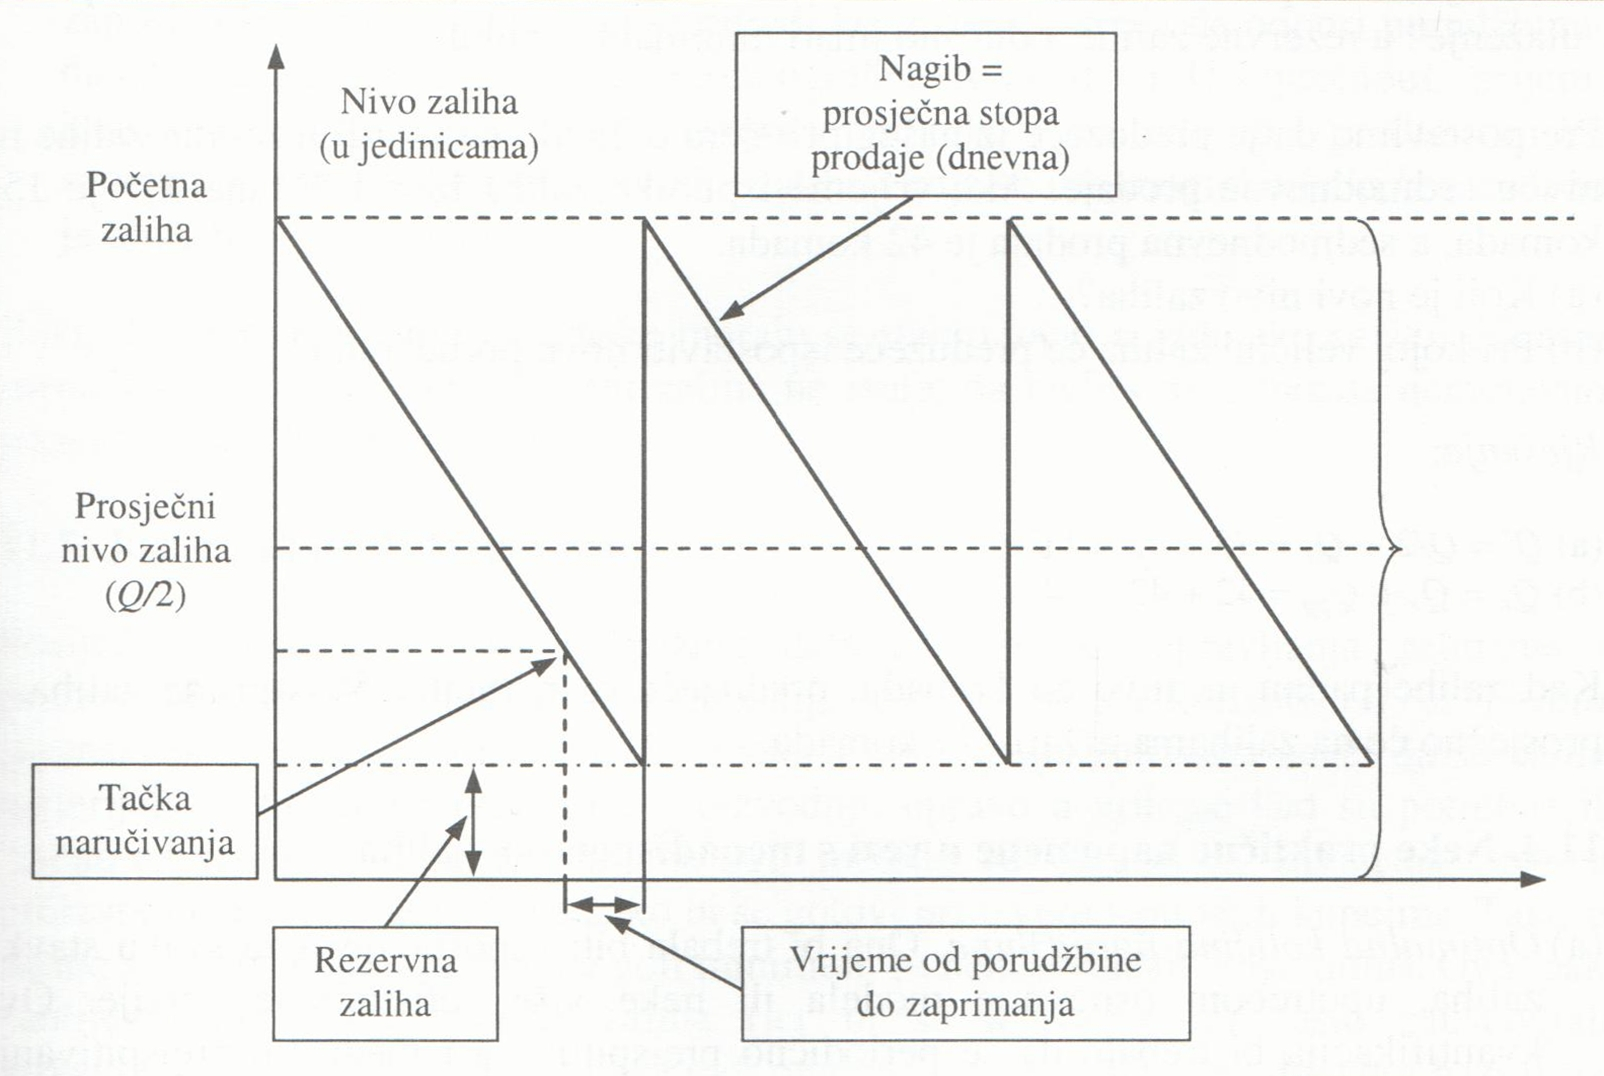 Nivo zaliha
(u jedinicama)
Nagib =
prosječna stopa
prodaje (dnevna)
Početna
zaliha
Prosječni
nivo zaliha
(Q/2)
Tačka
naručivanja
Rezervna
zaliha
Vrijeme od porudžbine
do zaprimanja